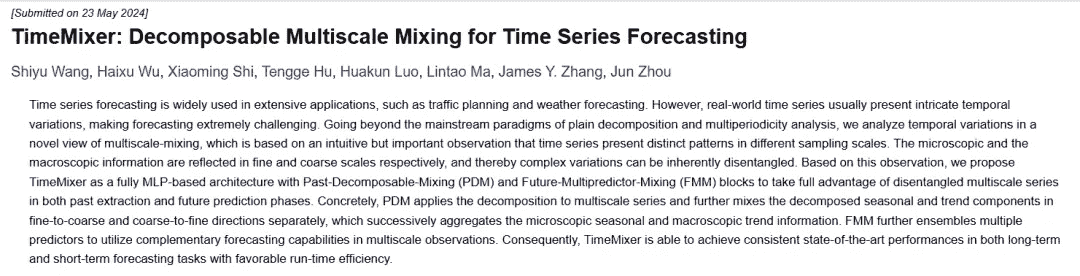 [Submitted on 23 May 2024]
TimeMixer: Decomposable Multiscale Mixing for Time Series Forecasting
Shiyu Wang, Haixu Wu, Xiaoming Shi, Tengge Hu, Huakun Luo, Lintao Ma, James Y. Zhang, Jun Zhou
Time series forecasting is widely used in extensive applications, such as traffic planning and weather forecasting. However, real-world time series usually present intricate temporal
variations, making forecasting extremely challenging. Going beyond the mainstream paradigms of plain decomposition and multiperiodicity analysis, we analyze temporal variations in a
novel view of multiscale-mixing, which is based on an intuitive but important observation that time series present distinct patterns in different sampling scales. The microscopic and the
macroscopic information are reflected in fine and coarse scales respectively, and thereby complex variations can be inherently disentangled. Based on this observation, we propose
TimeMixer as a fully MLP-based architecture with Past-Decomposable-Mixing (PDM) and Future-Multipredictor-Mixing (FMM) blocks to take full advantage of disentangled multiscale series
in both past extraction and future prediction phases. Concretely, PDM applies the decomposition to multiscale series and further mixes the decomposed seasonal and trend components in
fine-to-coarse and coarse-to-fine directions separately, which successively aggregates the microscopic seasonal and macroscopic trend information. FMM further ensembles multiple
predictors to utilize complementary forecasting capabilities in multiscale observations. Consequently, TimeMixer is able to achieve consistent state-of-the-art performances in both long-term
and short-term forecasting tasks with favorable run-time efficiency.